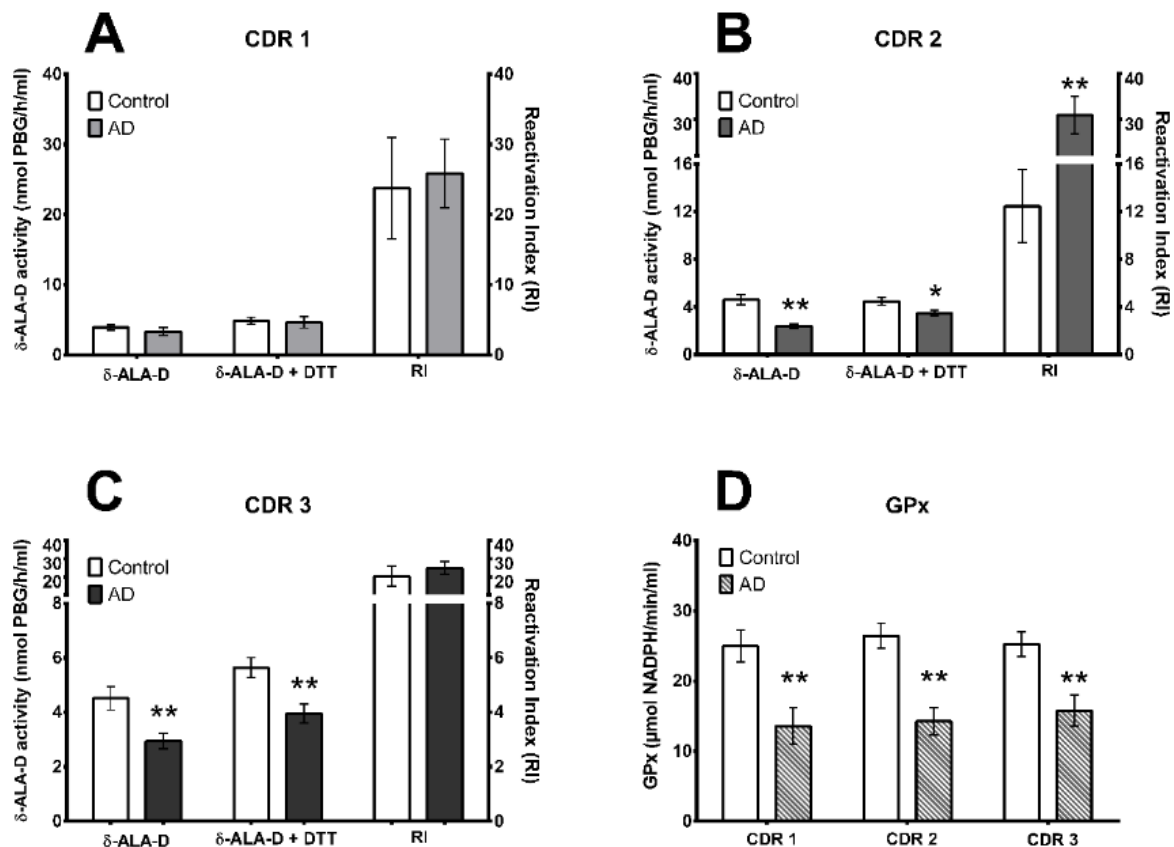 A
CDR 1
δ-ALA-D activity (nmol PBG/h/ml)
40
30
20
10
0
Control
AD
40
30
20
10
0
Reactivation Index (RI)
δ-ALA-D
δ-ALA-D + DTT
RI
B
CDR 2
δ-ALA-D activity (nmol PBG/h/ml)
40
30
16
12
8
4
0
Control
AD
**
*
**
40
30
16
12
8
4
0
Reactivation Index (RI)
δ-ALA-D
δ-ALA-D + DTT
RI
C
CDR 3
δ-ALA-D activity (nmol PBG/h/ml)
40
30
20
8
6
4
2
0
Control
AD
**
**
40
30
20
8
6
4
2
0
Reactivation Index (RI)
δ-ALA-D
δ-ALA-D + DTT
RI
D
GPx
GPx (µmol NADPH/min/ml)
40
30
20
10
0
Control
AD
**
**
**
CDR 1
CDR 2
CDR 3